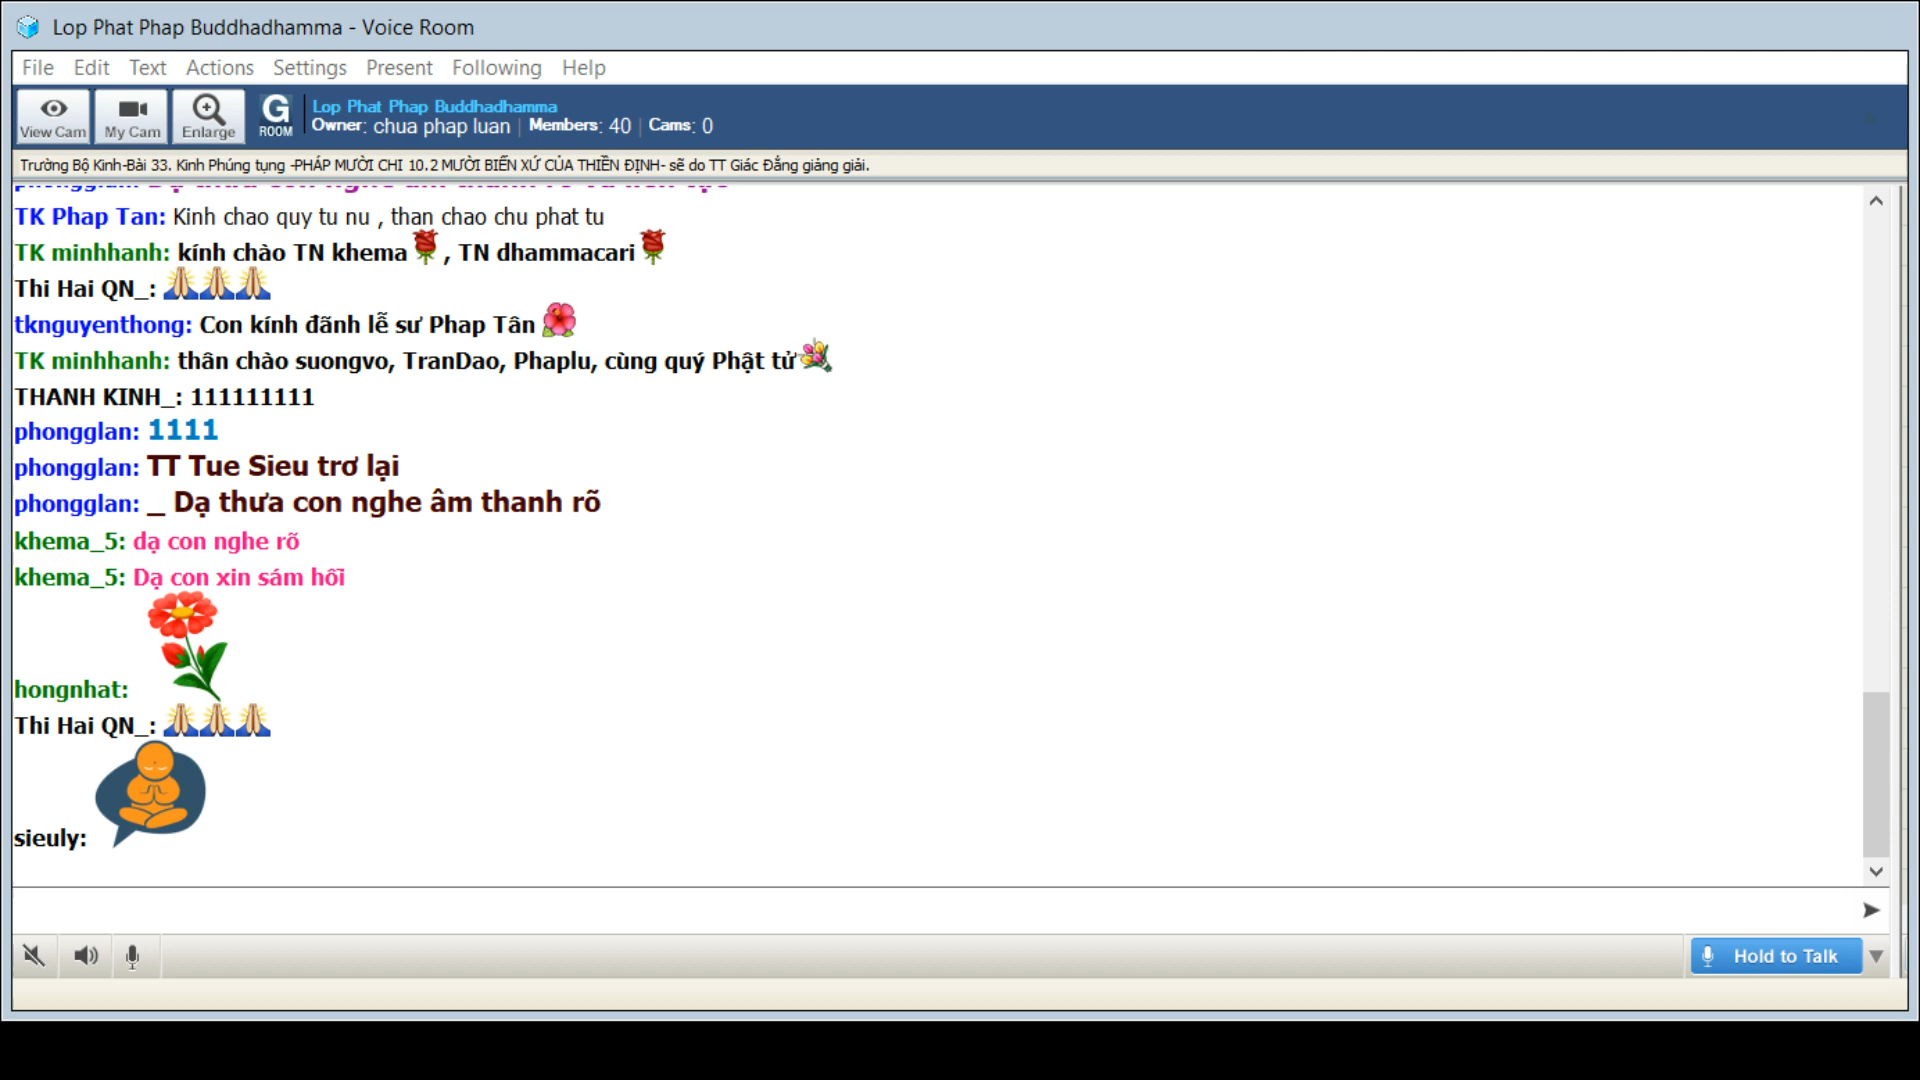 Lop Phat Phap Buddhadhamma - Voice Room
File Edit Text Actions Settings Present Following Help
View Cam My Cam Enlarge G ROOM
Lop Phat Phap Buddhadhamma
Owner: chua phap luan | Members: 40 | Cams: 0
Trường Bộ Kinh-Bài 33. Kinh Phúng tụng -PHÁP MƯỜI CHI 10.2 MƯỜI BIẾN XỨ CỦA THIỀN ĐỊNH- sẽ do TT Giác Đẳng giảng giải.
TK Phap Tan: Kinh chao quy tu nu , than chao chu phat tu
TK minhhanh: kính chào TN khema , TN dhammacari
Thi Hai QN_:
tknguyenthong: Con kính đãnh lễ sư Phap Tân
TK minhhanh: thân chào suongvo, TranDao, Phaplu, cùng quý Phật tử
THANH KINH_: 111111111
phongglan: 1111
phongglan: TT Tue Sieu trơ lại
phongglan: _ Dạ thưa con nghe âm thanh rõ
khema_5: dạ con nghe rõ
khema_5: Dạ con xin sám hối
hongnhat:
Thi Hai QN_:
sieuly:
Hold to Talk